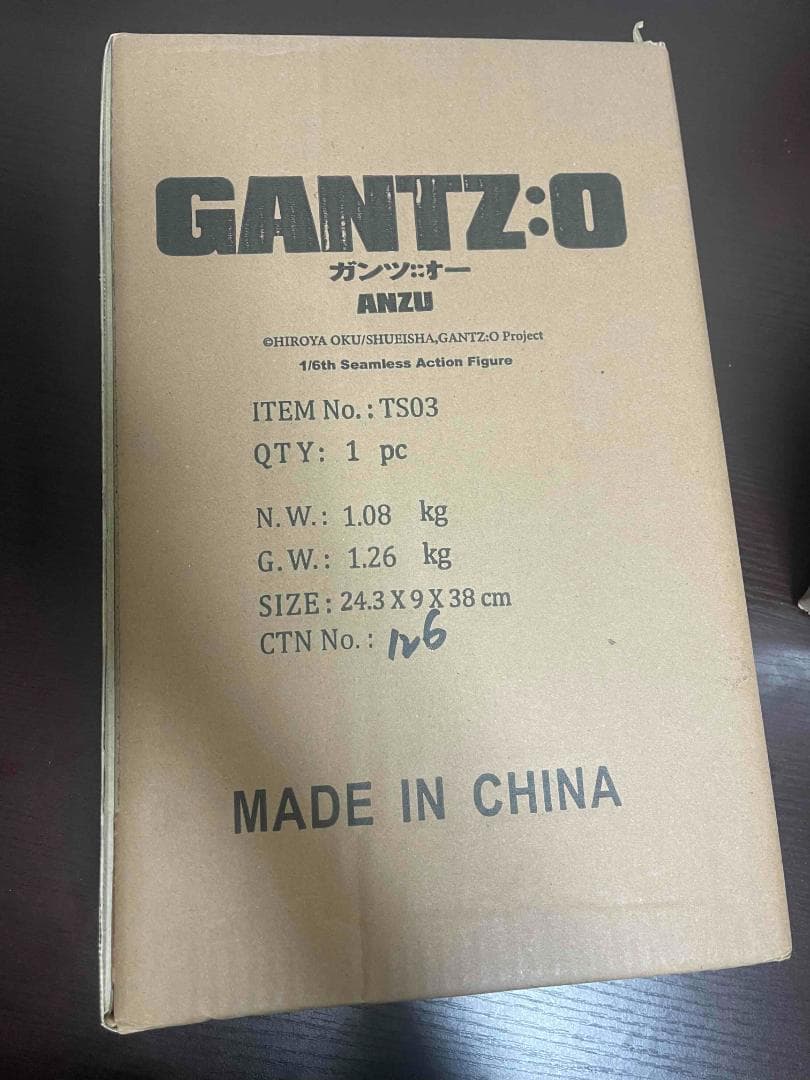 GANTZ:O
ガンツ:オー
ANZU
©HIROYA OKU/SHUEISHA,GANTZ:O Project
1/6th Seamless Action Figure
ITEM No.: TS03
QTY: 1 pc
N.W.: 1.08 kg
G.W.: 1.26 kg
SIZE: 24.3 X 9 X 38 cm
CTN No.: 126
MADE IN CHINA